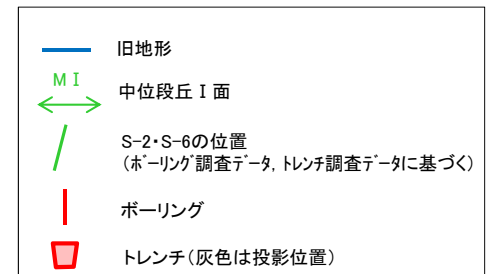 旧地形
MⅠ
中位段丘Ⅰ面
S-2・S-6の位置
(ﾎﾞｰﾘﾝｸﾞ調査ﾃﾞｰﾀ, ﾄﾚﾝﾁ調査ﾃﾞｰﾀに基づく)
ボーリング
トレンチ(灰色は投影位置)